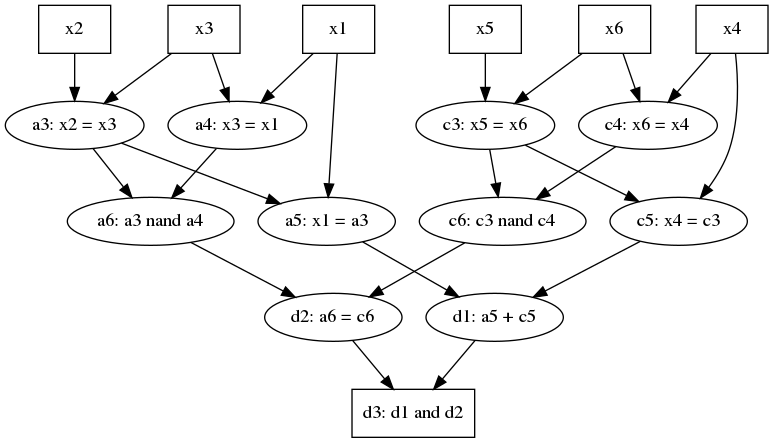 x2
x3
x1
x5
x6
x4
a3: x2 = x3
a4: x3 = x1
c3: x5 = x6
c4: x6 = x4
a6: a3 nand a4
a5: x1 = a3
c6: c3 nand c4
c5: x4 = c3
d2: a6 = c6
d1: a5 + c5
d3: d1 and d2